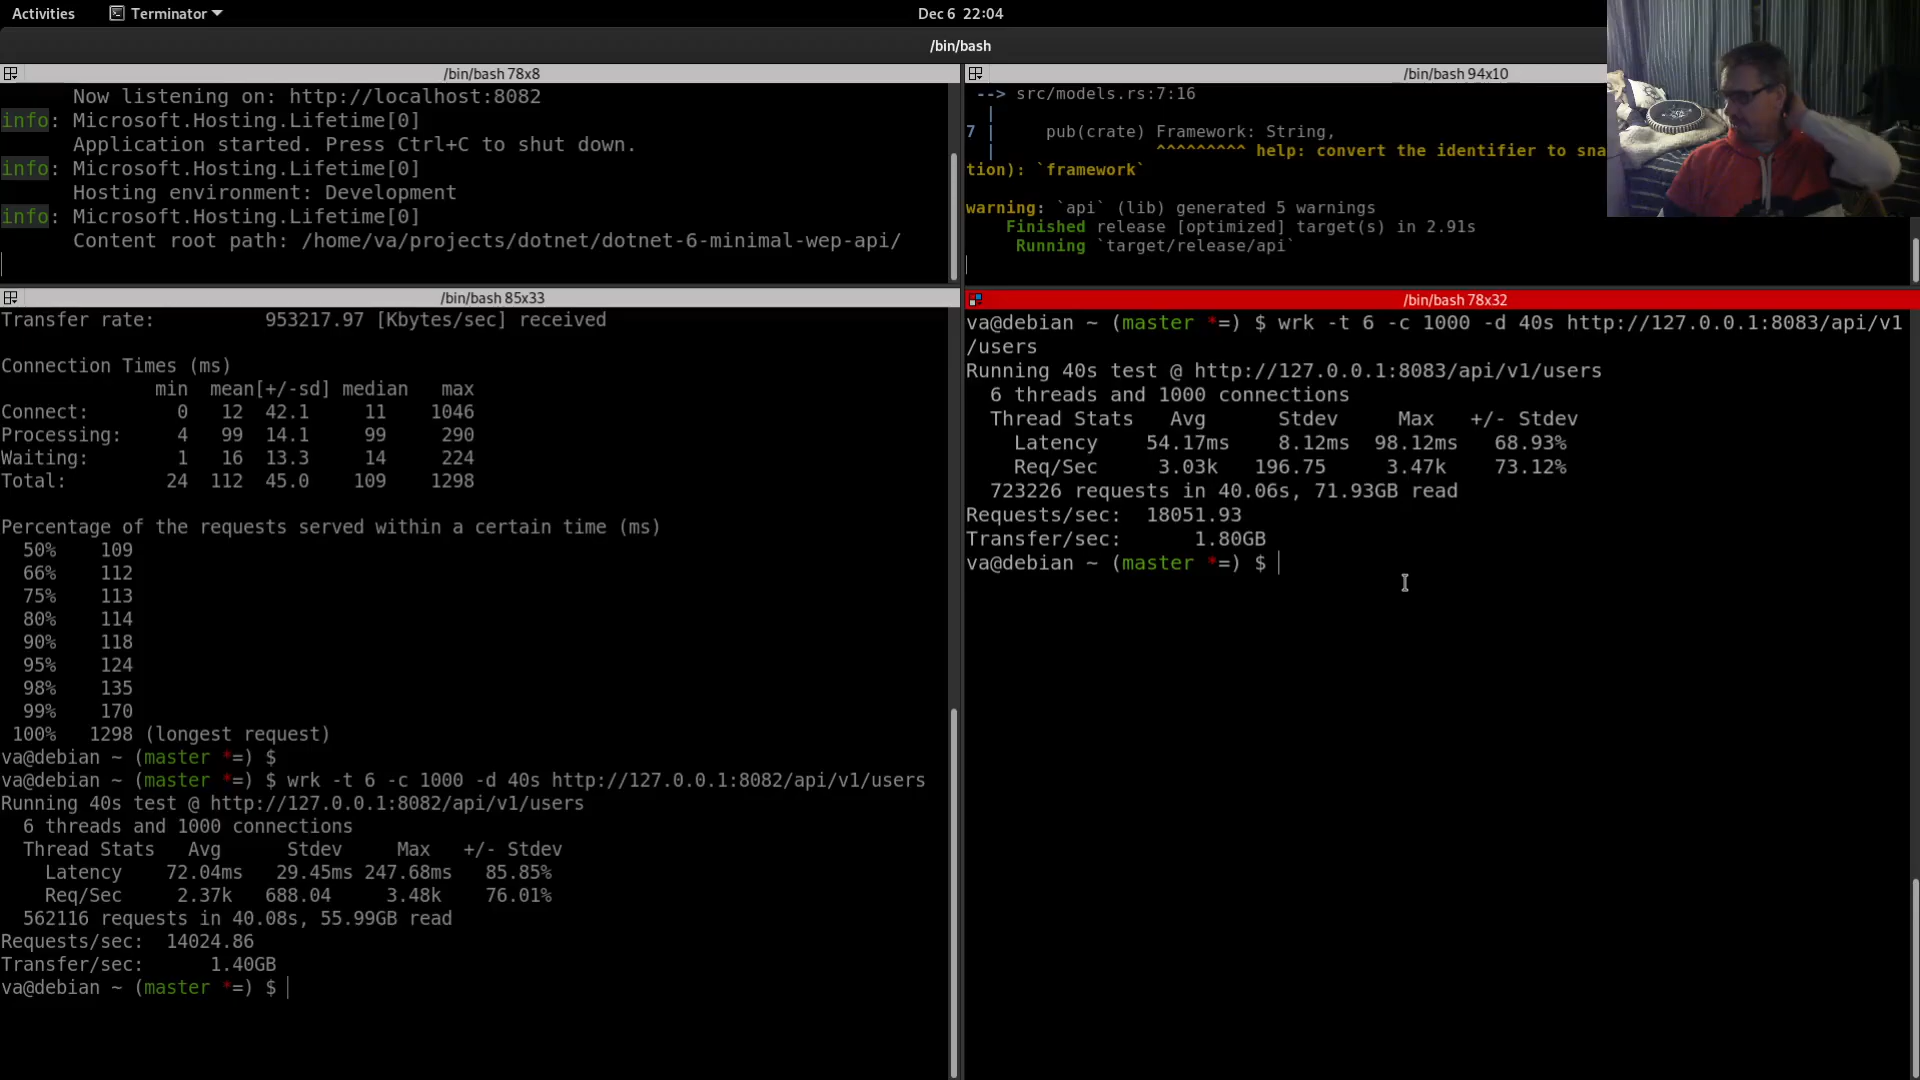 Activities
Terminator
Dec 6 22:04
/bin/bash
/bin/bash 78x8
Now listening on: http://localhost:8082
info: Microsoft.Hosting.Lifetime[0]
Application started. Press Ctrl+C to shut down.
info: Microsoft.Hosting.Lifetime[0]
Hosting environment: Development
info: Microsoft.Hosting.Lifetime[0]
Content root path: /home/va/projects/dotnet/dotnet-6-minimal-wep-api/
/bin/bash 94x10
--> src/models.rs:7:16
|
7 | pub(crate) Framework: String,
| ^^^^^^^^^ help: convert the identifier to sna
tion): `framework`
warning: `api` (lib) generated 5 warnings
Finished release [optimized] target(s) in 2.91s
Running `target/release/api`
/bin/bash 85x33
Transfer rate: 953217.97 [Kbytes/sec] received
Connection Times (ms)
min mean[+/-sd] median max
Connect: 0 12 42.1 11 1046
Processing: 4 99 14.1 99 290
Waiting: 1 16 13.3 14 224
Total: 24 112 45.0 109 1298
Percentage of the requests served within a certain time (ms)
50% 109
66% 112
75% 113
80% 114
90% 118
95% 124
98% 135
99% 170
100% 1298 (longest request)
va@debian ~ (master *=) $
va@debian ~ (master *=) $ wrk -t 6 -c 1000 -d 40s http://127.0.0.1:8082/api/v1/users
Running 40s test @ http://127.0.0.1:8082/api/v1/users
6 threads and 1000 connections
Thread Stats Avg Stdev Max +/- Stdev
Latency 72.04ms 29.45ms 247.68ms 85.85%
Req/Sec 2.37k 688.04 3.48k 76.01%
562116 requests in 40.08s, 55.99GB read
Requests/sec: 14024.86
Transfer/sec: 1.40GB
va@debian ~ (master *=) $
/bin/bash 78x32
va@debian ~ (master *=) $ wrk -t 6 -c 1000 -d 40s http://127.0.0.1:8083/api/v1
/users
Running 40s test @ http://127.0.0.1:8083/api/v1/users
6 threads and 1000 connections
Thread Stats Avg Stdev Max +/- Stdev
Latency 54.17ms 8.12ms 98.12ms 68.93%
Req/Sec 3.03k 196.75 3.47k 73.12%
723226 requests in 40.06s, 71.93GB read
Requests/sec: 18051.93
Transfer/sec: 1.80GB
va@debian ~ (master *=) $